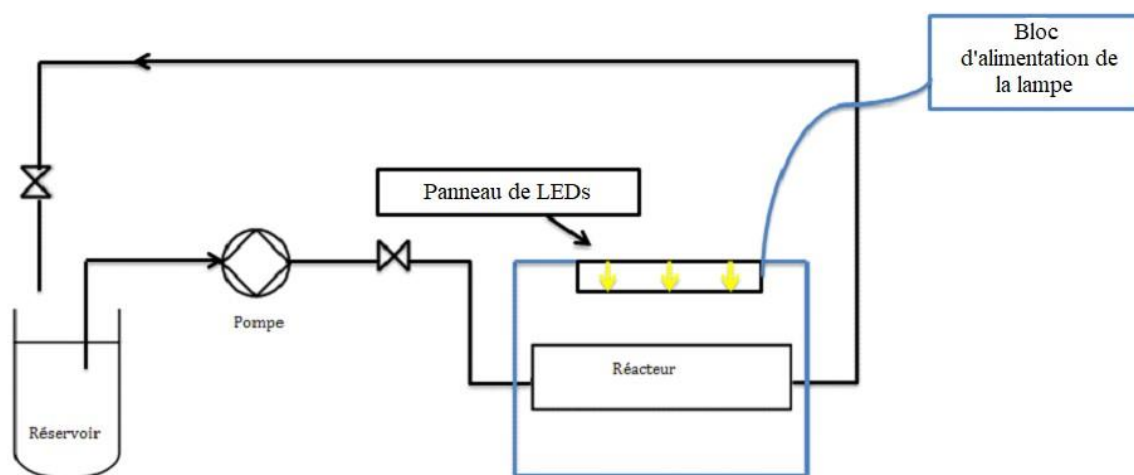 Bloc
d'alimentation de
la lampe
Panneau de LEDs
Pompe
Réacteur
Réservoir